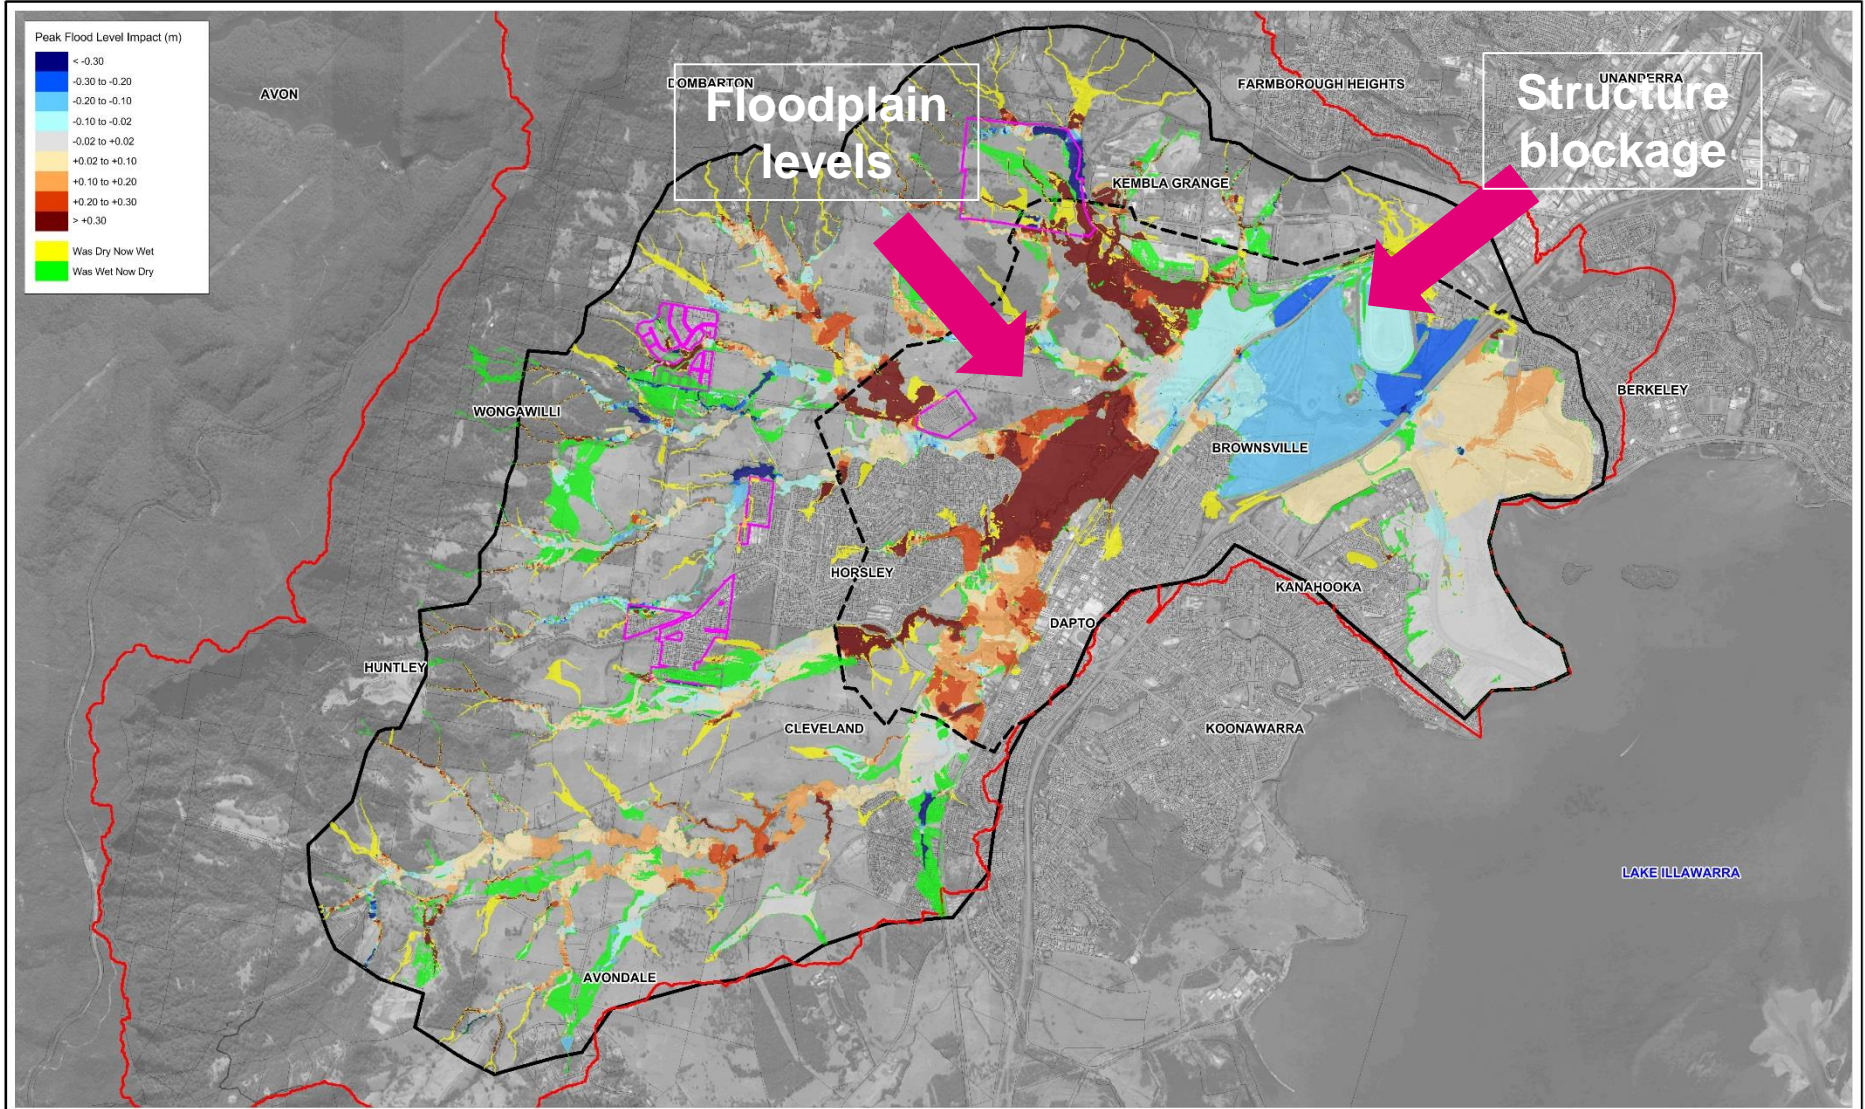 Peak Flood Level Impact (m)
< -0.30
-0.30 to -0.20
-0.20 to -0.10
-0.10 to -0.02
-0.02 to +0.02
+0.02 to +0.10
+0.10 to +0.20
+0.20 to +0.30
> +0.30
Was Dry Now Wet
Was Wet Now Dry
AVON
DOMBARTON
Floodplain
levels
FARMBOROUGH HEIGHTS
UNANDERRA
Structure
blockage
KEMBLA GRANGE
BERKELEY
WONGAWILLI
BROWNSVILLE
HORSLEY
KANAHOOKA
DAPTO
HUNTLEY
CLEVELAND
KOONAWARRA
LAKE ILLAWARRA
AVONDALE